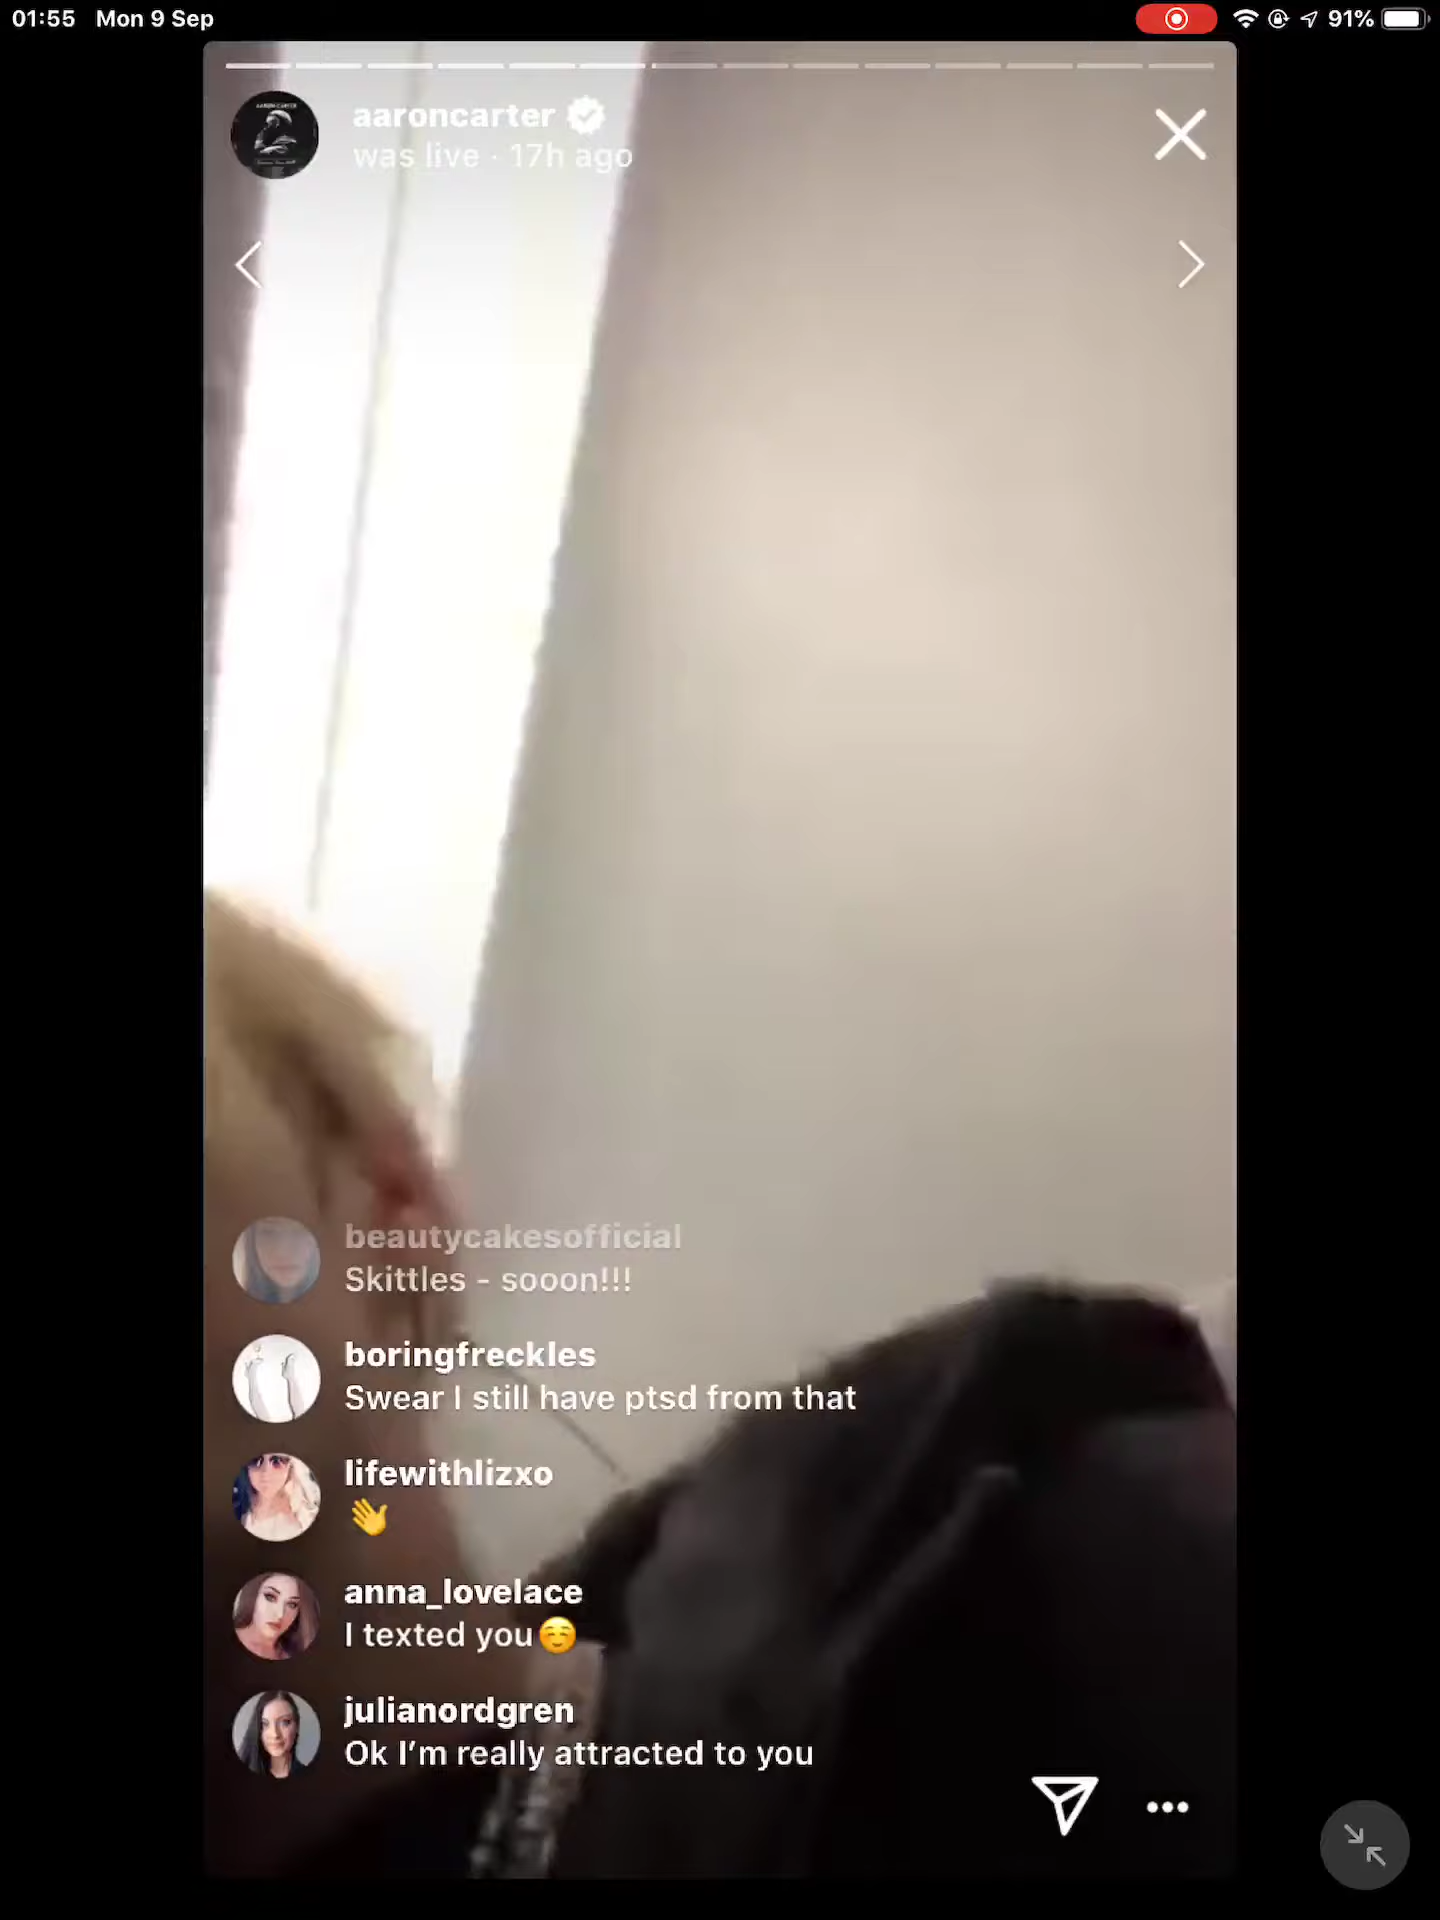 01:55 Mon 9 Sep
91%
aaroncarter
was live · 17h ago
beautycakesofficial
Skittles - sooon!!!
boringfreckles
Swear I still have ptsd from that
lifewithlizxo
👋
anna_lovelace
I texted you☺️
julianordgren
Ok I’m really attracted to you